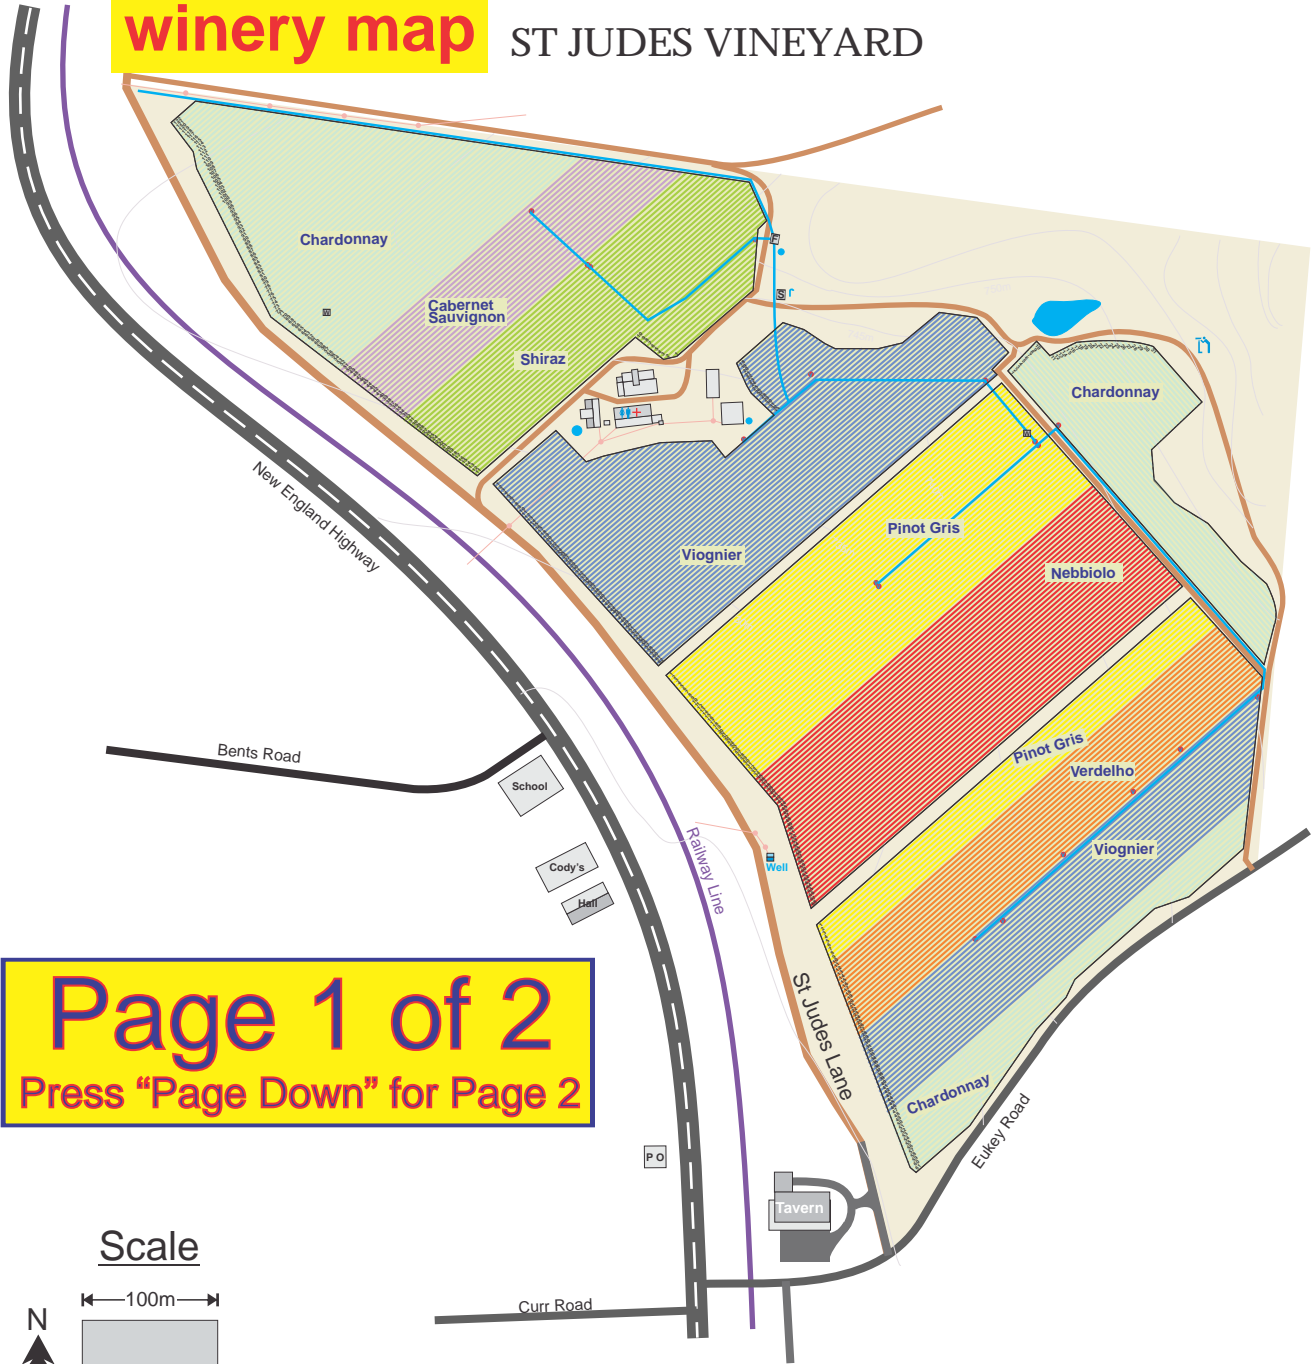 winery map
ST JUDES VINEYARD
Chardonnay
Cabernet
Sauvignon
Shiraz
F
S
W
Chardonnay
W
Pinot Gris
Viognier
Nebbiolo
New England Highway
Pinot Gris
Verdelho
Viognier
Bents Road
School
Cody's
Hall
Railway Line
Well
St Judes Lane
Chardonnay
Eukey Road
Page 1 of 2
Press “Page Down” for Page 2
P O
Tavern
Scale
100m
N
Curr Road